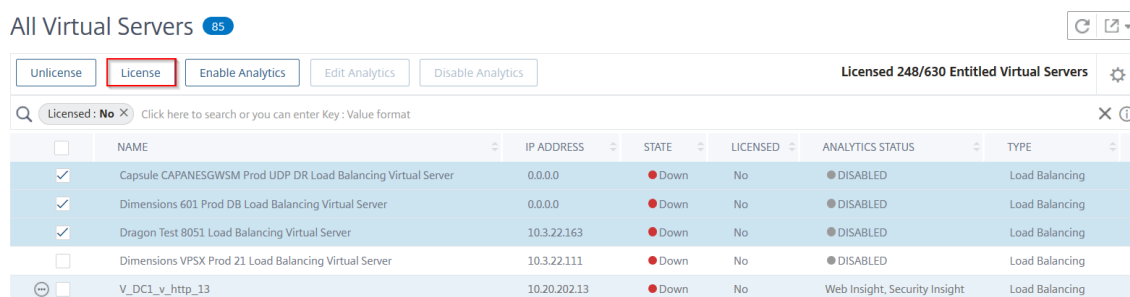 All Virtual Servers 85
Unlicense License Enable Analytics Edit Analytics Disable Analytics Licensed 248/630 Entitled Virtual Servers
Licensed : No Click here to search or you can enter Key : Value format
NAME IP ADDRESS STATE LICENSED ANALYTICS STATUS TYPE
Capsule CAPANESGWSM Prod UDP DR Load Balancing Virtual Server 0.0.0.0 Down No DISABLED Load Balancing
Dimensions 601 Prod DB Load Balancing Virtual Server 0.0.0.0 Down No DISABLED Load Balancing
Dragon Test 8051 Load Balancing Virtual Server 10.3.22.163 Down No DISABLED Load Balancing
Dimensions VPSX Prod 21 Load Balancing Virtual Server 10.3.22.111 Down No DISABLED Load Balancing
V_DC1_v_http_13 10.20.202.13 Down No Web Insight, Security Insight Load Balancing